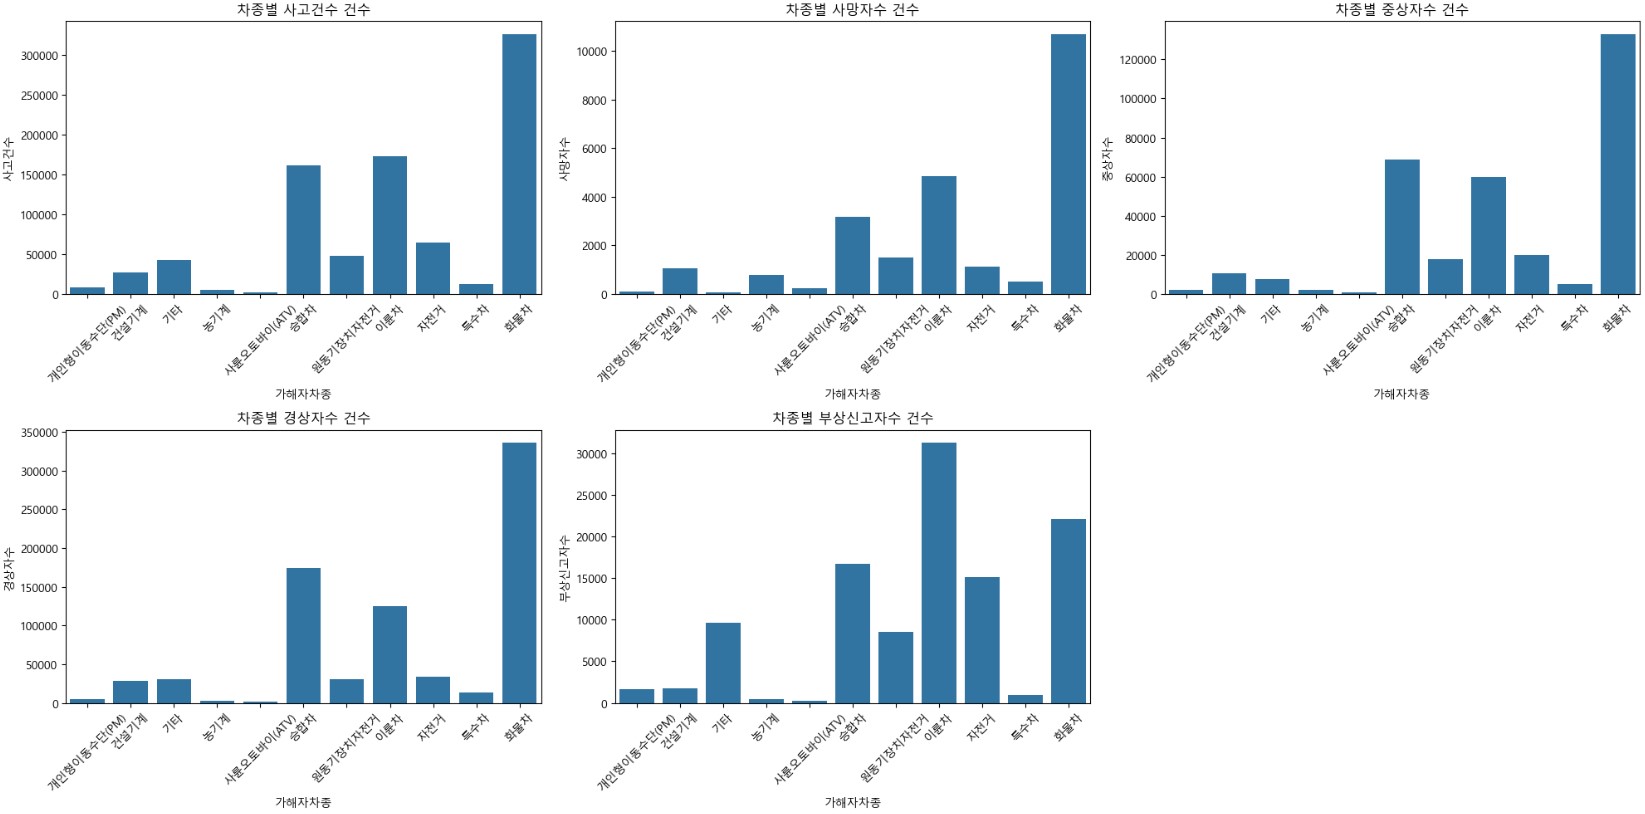 차종별 사고건수 건수
사고건수
300000
250000
200000
150000
100000
50000
0
개인형이동수단(PM)
건설기계
기타
농기계
사륜오토바이(ATV)
승합차
원동기장치자전거
이륜차
자전거
특수차
화물차
가해자차종
차종별 사망자수 건수
사망자수
10000
8000
6000
4000
2000
0
개인형이동수단(PM)
건설기계
기타
농기계
사륜오토바이(ATV)
승합차
원동기장치자전거
이륜차
자전거
특수차
화물차
가해자차종
차종별 중상자수 건수
중상자수
120000
100000
80000
60000
40000
20000
0
개인형이동수단(PM)
건설기계
기타
농기계
사륜오토바이(ATV)
승합차
원동기장치자전거
이륜차
자전거
특수차
화물차
가해자차종
차종별 경상자수 건수
경상자수
350000
300000
250000
200000
150000
100000
50000
0
개인형이동수단(PM)
건설기계
기타
농기계
사륜오토바이(ATV)
승합차
원동기장치자전거
이륜차
자전거
특수차
화물차
가해자차종
차종별 부상신고자수 건수
부상신고자수
30000
25000
20000
15000
10000
5000
0
개인형이동수단(PM)
건설기계
기타
농기계
사륜오토바이(ATV)
승합차
원동기장치자전거
이륜차
자전거
특수차
화물차
가해자차종